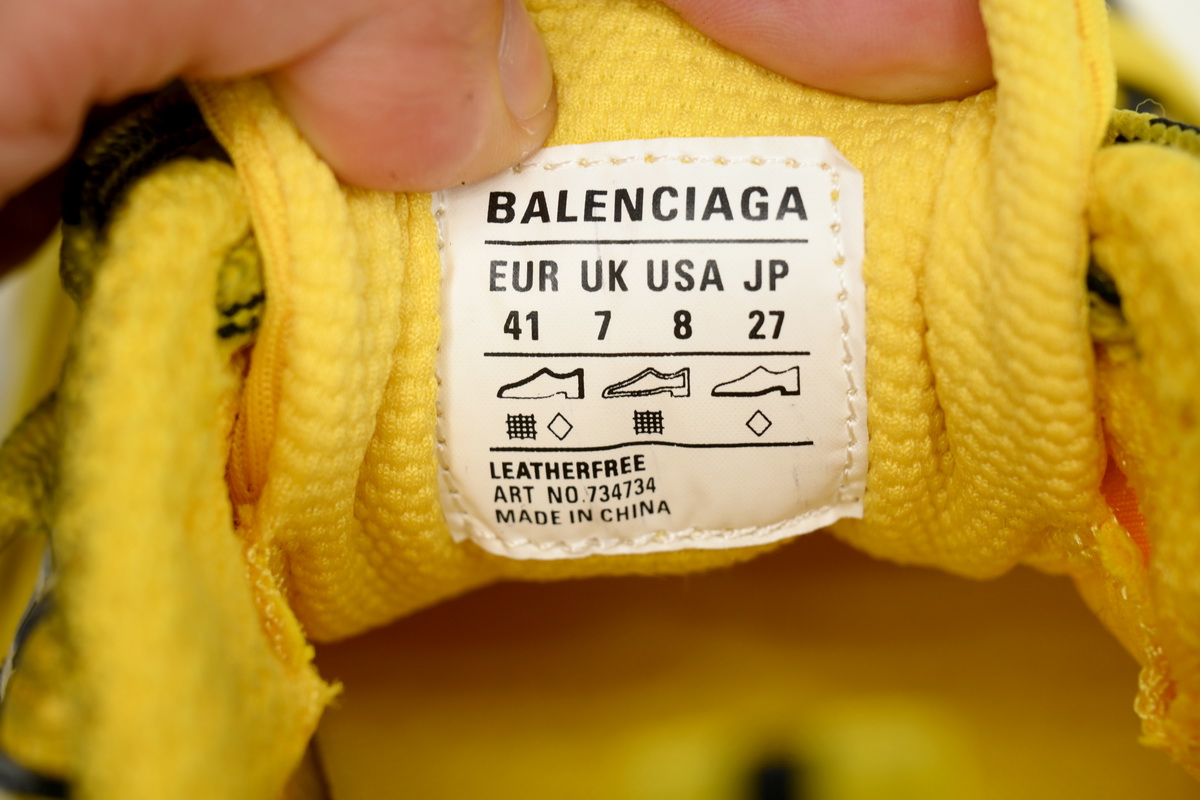 BALENCIAGA
EUR UK USA JP
41 7 8 27
LEATHERFREE
ART NO.734734
MADE IN CHINA